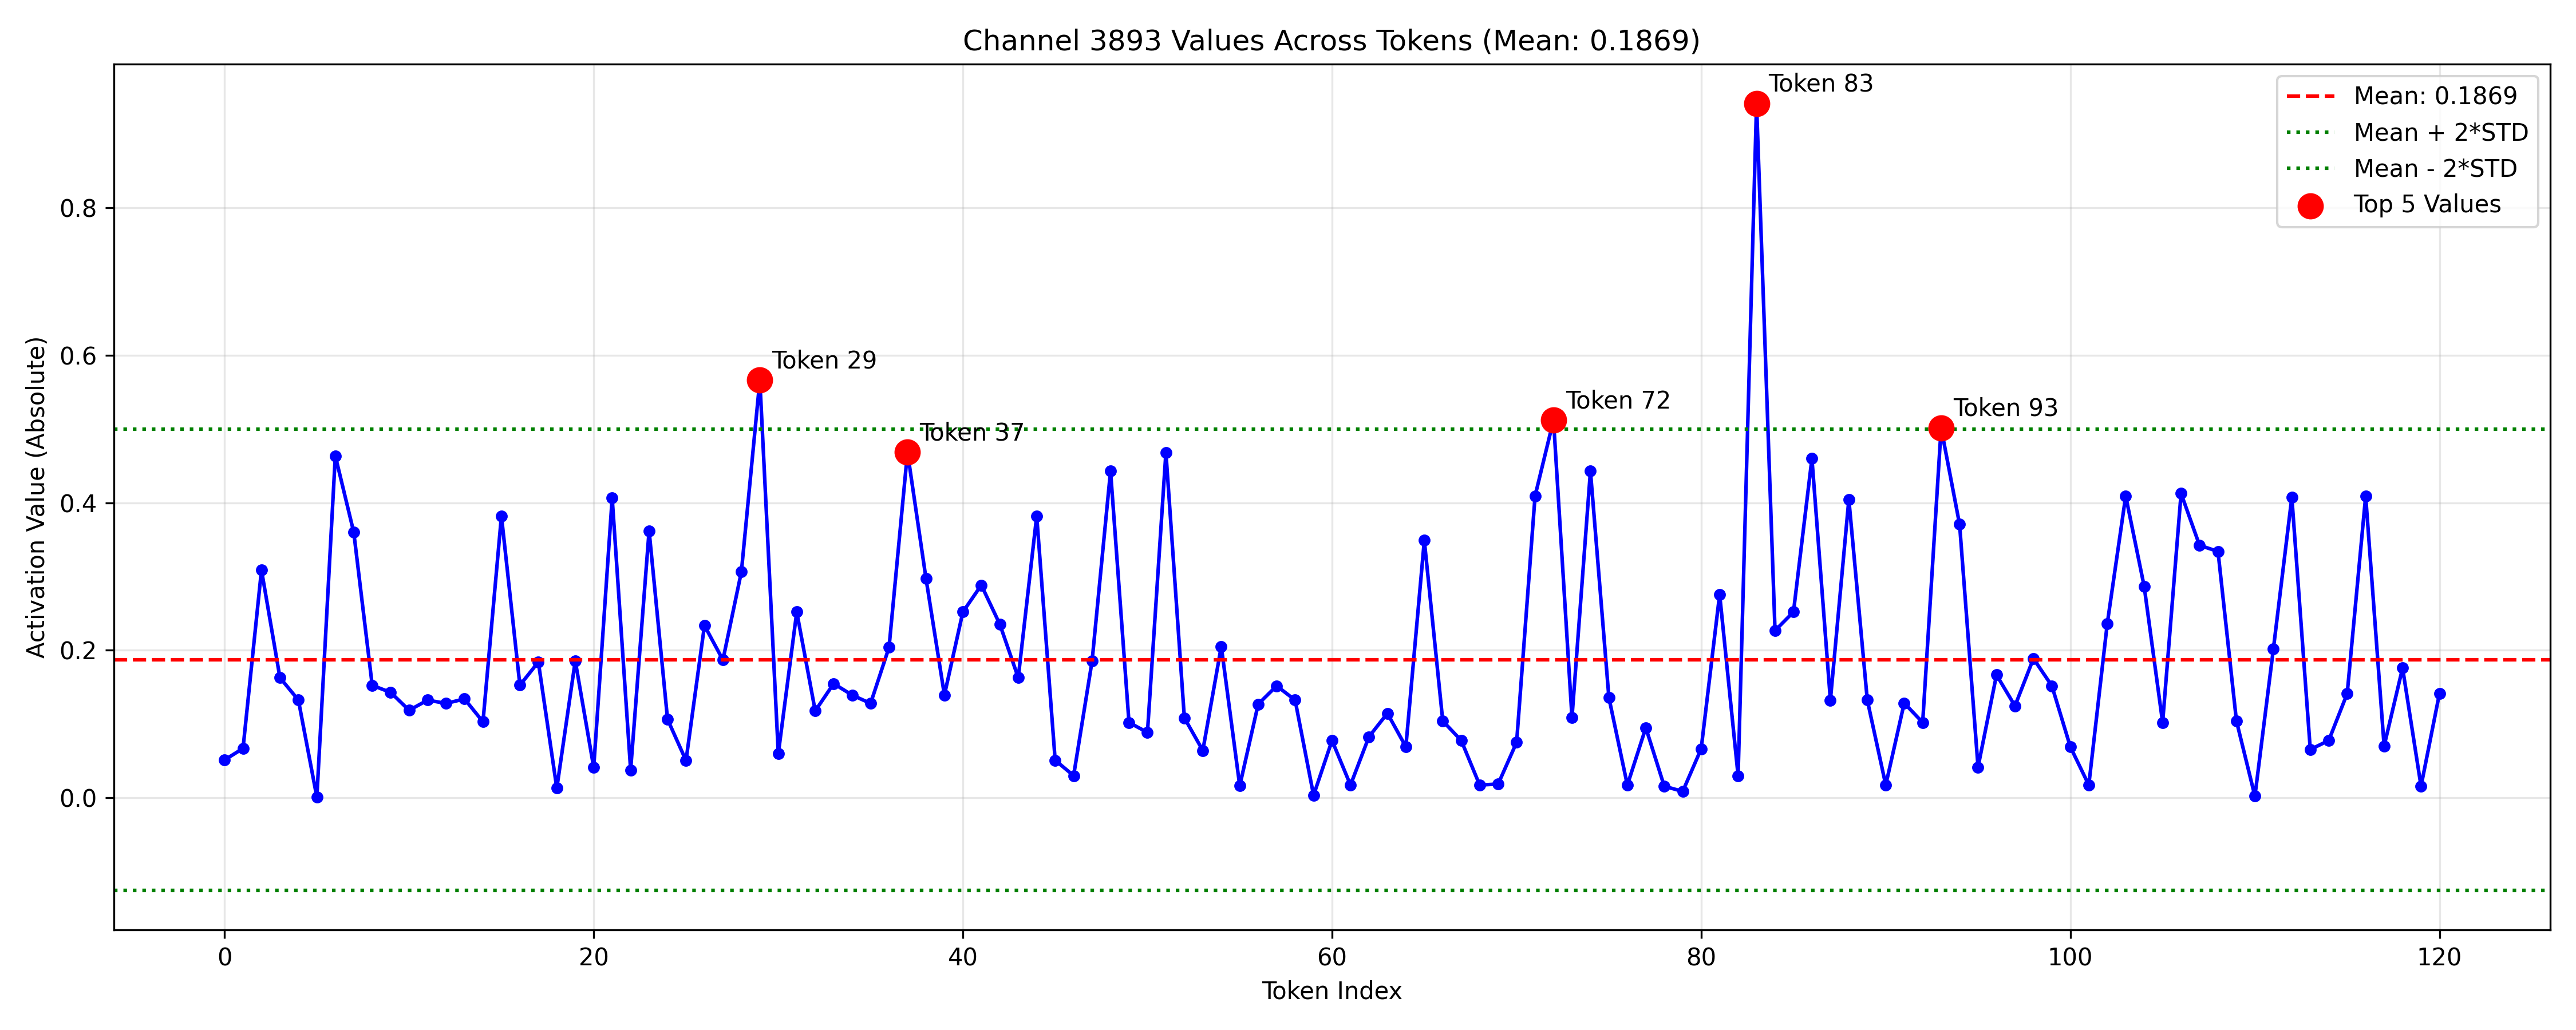 Channel 3893 Values Across Tokens (Mean: 0.1869)
Token 83
Mean: 0.1869
Mean + 2*STD
Mean - 2*STD
Top 5 Values
Token 29
Token 37
Token 72
Token 93
Activation Value (Absolute)
0.8
0.6
0.4
0.2
0.0
0
20
40
60
80
100
120
Token Index